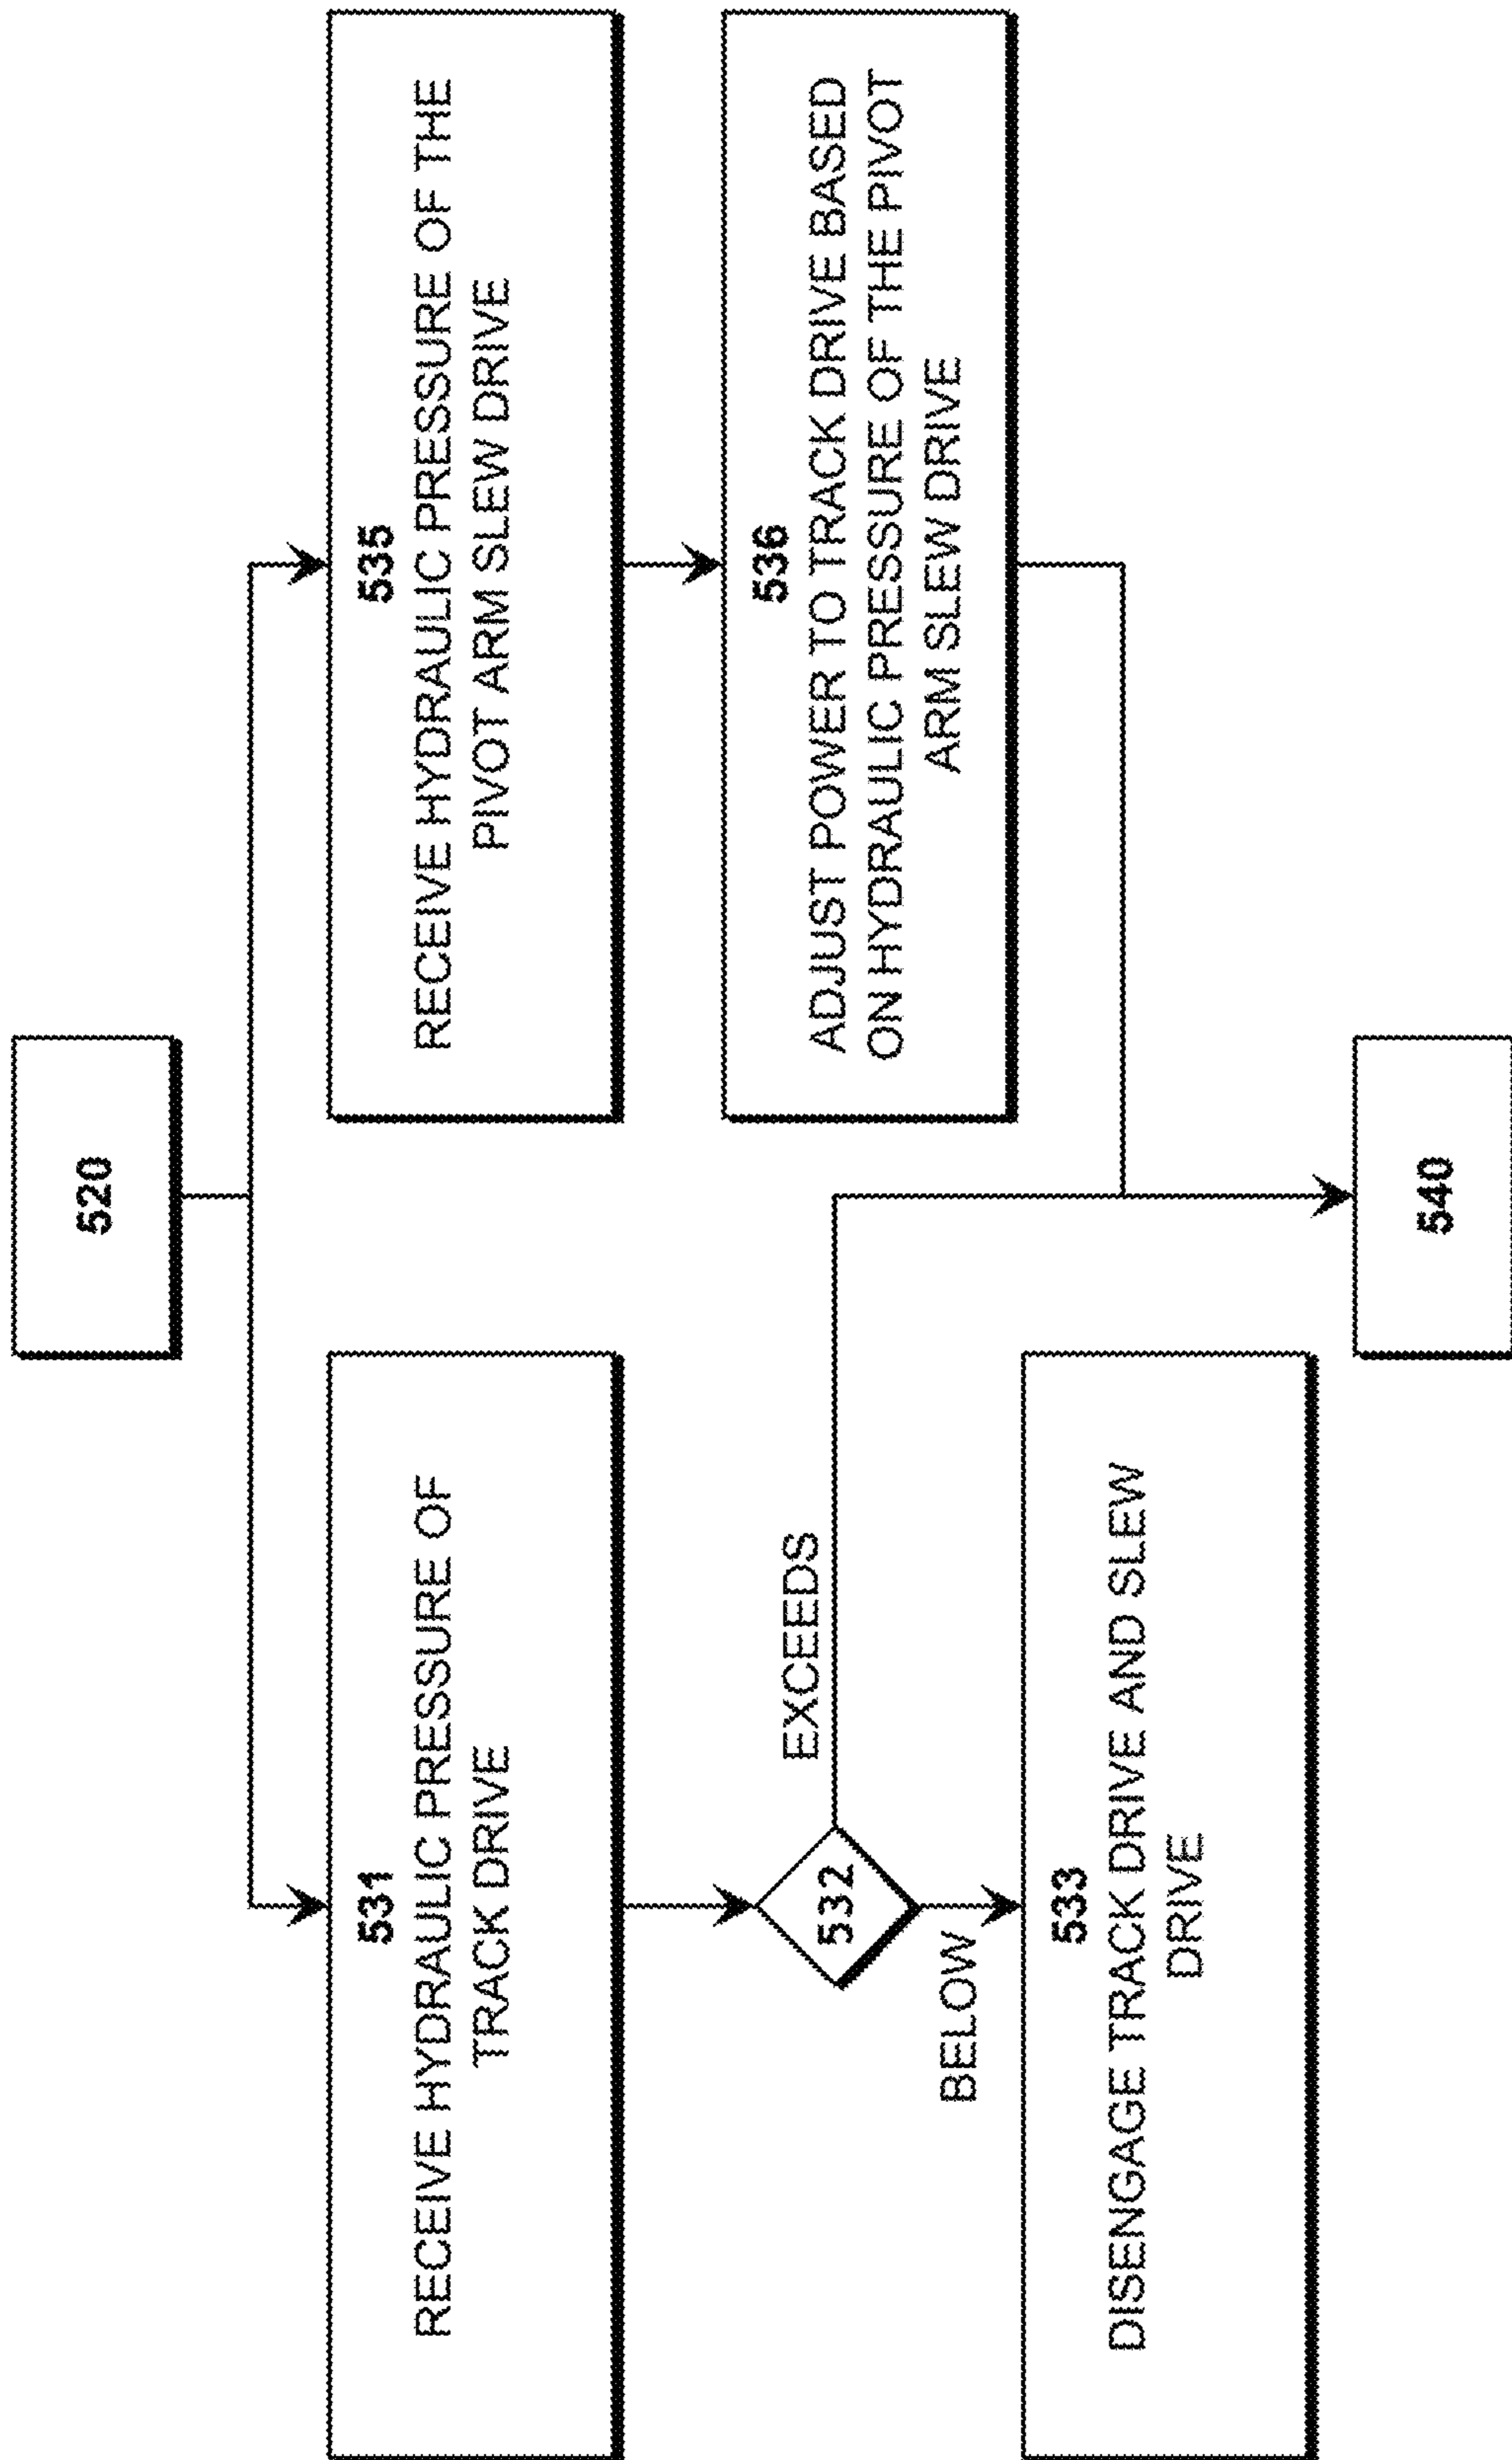 520
531
RECEIVE HYDRAULIC PRESSURE OF
TRACK DRIVE
535
RECEIVE HYDRAULIC PRESSURE OF THE
PIVOT ARM SLEW DRIVE
532
EXCEEDS
BELOW
533
DISENGAGE TRACK DRIVE AND SLEW
DRIVE
536
ADJUST POWER TO TRACK DRIVE BASED
ON HYDRAULIC PRESSURE OF THE PIVOT
ARM SLEW DRIVE
540